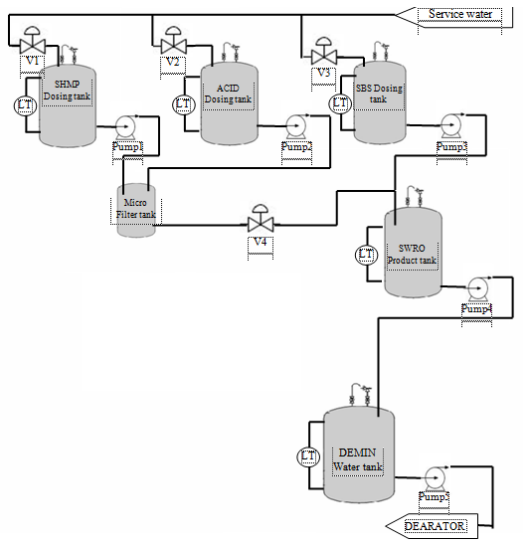 Service water
V1
V2
V3
SHMP
Dosing tank
ACID
Dosing tank
SBS Dosing
tank
LT
LT
LT
Pump1
Pump2
Pump3
Micro
Filter tank
V4
SWRO
Product tank
LT
Pump4
DEMIN
Water tank
LT
Pump5
DEARATOR